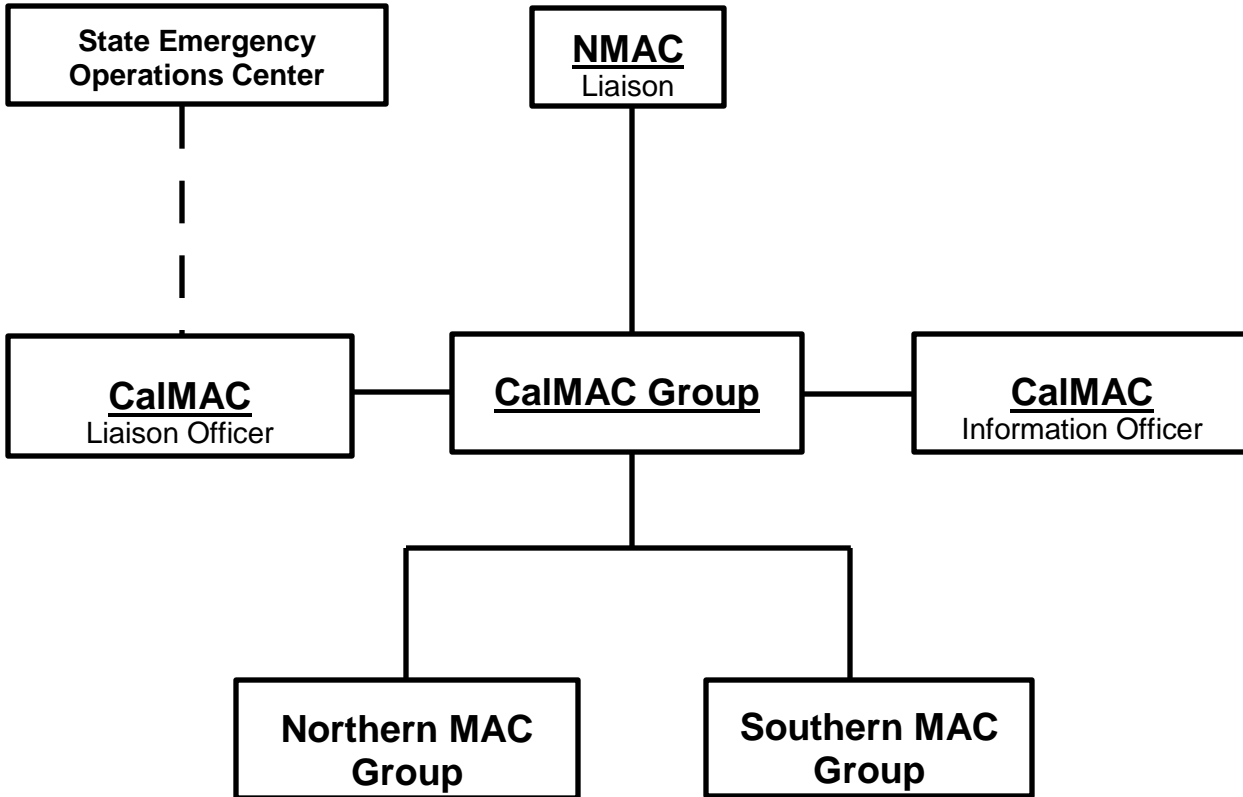 State Emergency
Operations Center
NMAC
Liaison
CalMAC
Liaison Officer
CalMAC Group
CalMAC
Information Officer
Northern MAC
Group
Southern MAC
Group